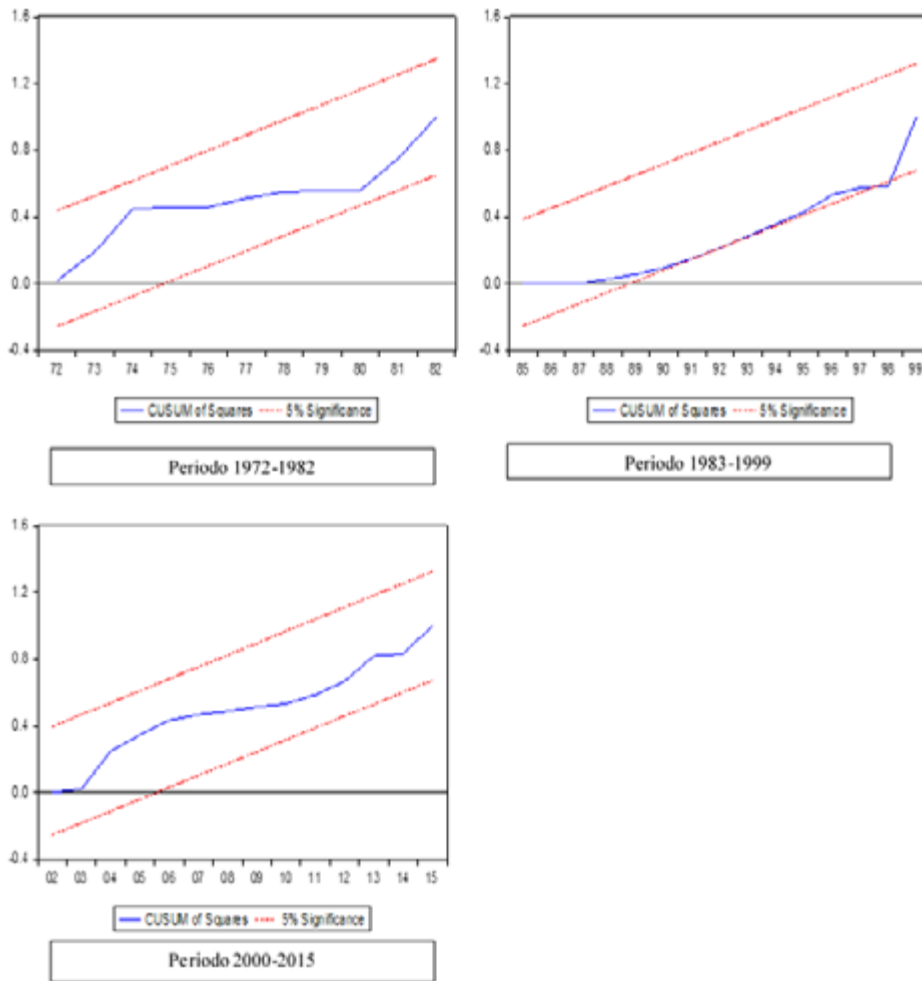 1.6
1.2
0.8
0.4
0.0
-0.4
72 73 74 75 76 77 78 79 80 81 82
CUSUM of Squares 5% Significance
Periodo 1972-1982
1.6
1.2
0.8
0.4
0.0
-0.4
85 86 87 88 89 90 91 92 93 94 95 96 97 98 99
CUSUM of Squares 5% Significance
Periodo 1983-1999
1.6
1.2
0.8
0.4
0.0
-0.4
02 03 04 05 06 07 08 09 10 11 12 13 14 15
CUSUM of Squares 5% Significance
Periodo 2000-2015